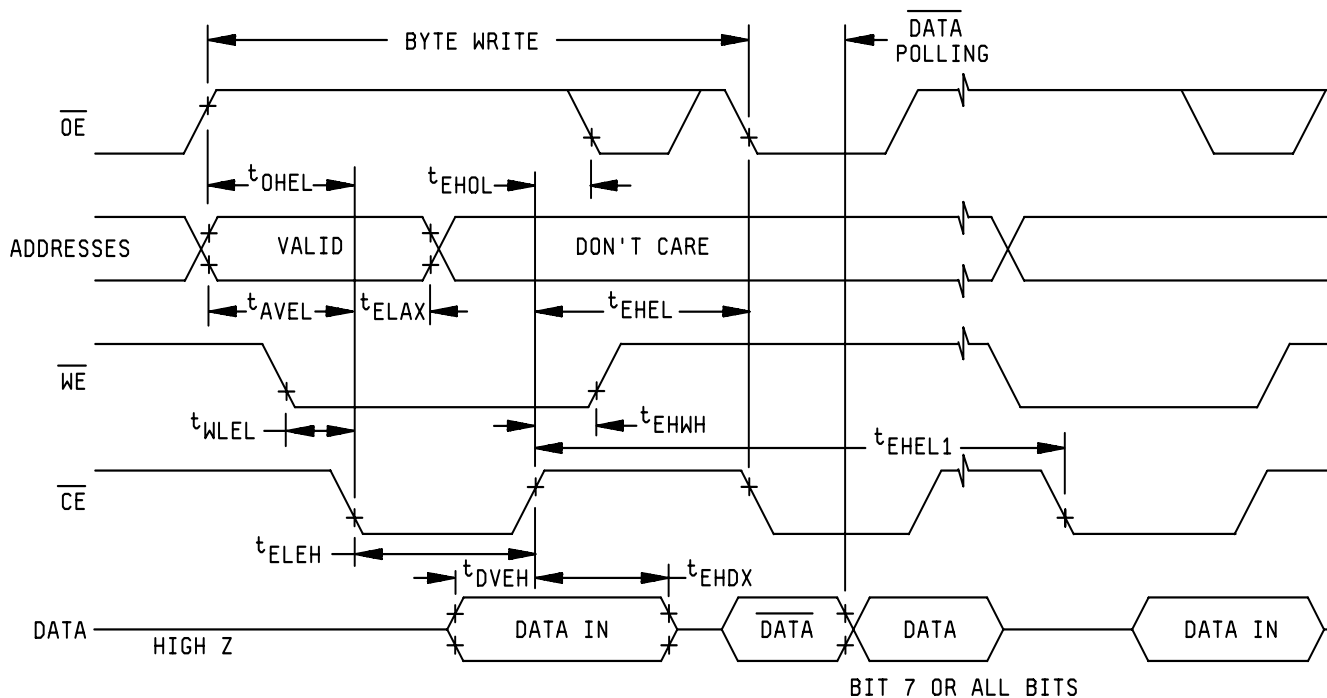 BYTE WRITE
DATA
POLLING
OE
tOHEL
tEHOL
ADDRESSES
VALID
DON'T CARE
tAVEL
tELAX
tEHEL
WE
tWLEL
tEHWH
tEHEL1
CE
tELEH
tDVEH
tEHDX
DATA
HIGH Z
DATA IN
DATA
DATA
DATA IN
BIT 7 OR ALL BITS